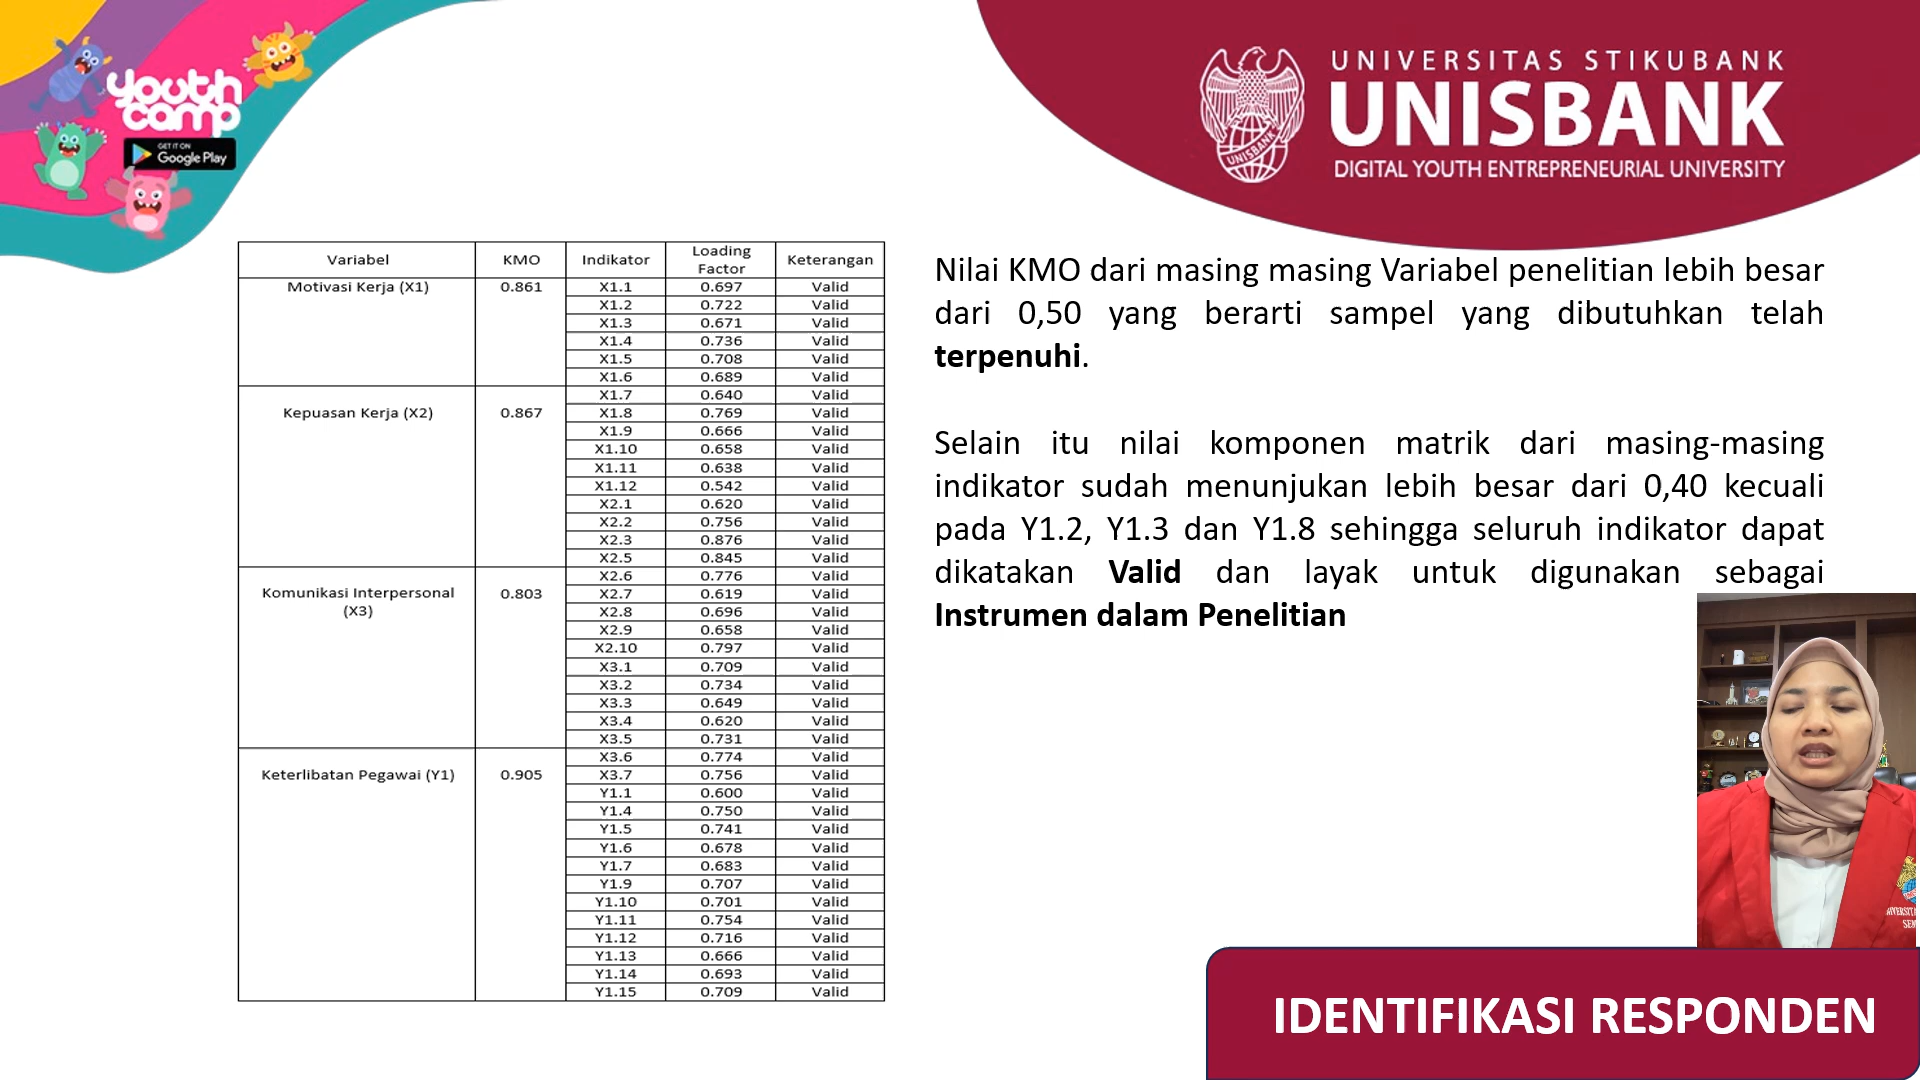 youth
camp
GET IT ON
Google Play
UNIVERSITAS STIKUBANK
UNISBANK
DIGITAL YOUTH ENTREPRENEURIAL UNIVERSITY
UNISBANK
Variabel KMO Indikator Loading Factor Keterangan
Motivasi Kerja (X1) 0.861 X1.1 0.697 Valid
X1.2 0.722 Valid
X1.3 0.671 Valid
X1.4 0.736 Valid
X1.5 0.708 Valid
X1.6 0.689 Valid
X1.7 0.640 Valid
Kepuasan Kerja (X2) 0.867 X1.8 0.769 Valid
X1.9 0.666 Valid
X1.10 0.658 Valid
X1.11 0.638 Valid
X1.12 0.542 Valid
X2.1 0.620 Valid
X2.2 0.756 Valid
X2.3 0.876 Valid
X2.5 0.845 Valid
X2.6 0.776 Valid
Komunikasi Interpersonal (X3) 0.803 X2.7 0.619 Valid
X2.8 0.696 Valid
X2.9 0.658 Valid
X2.10 0.797 Valid
X3.1 0.709 Valid
X3.2 0.734 Valid
X3.3 0.649 Valid
X3.4 0.620 Valid
X3.5 0.731 Valid
X3.6 0.774 Valid
Keterlibatan Pegawai (Y1) 0.905 X3.7 0.756 Valid
Y1.1 0.600 Valid
Y1.4 0.750 Valid
Y1.5 0.741 Valid
Y1.6 0.678 Valid
Y1.7 0.683 Valid
Y1.9 0.707 Valid
Y1.10 0.701 Valid
Y1.11 0.754 Valid
Y1.12 0.716 Valid
Y1.13 0.666 Valid
Y1.14 0.693 Valid
Y1.15 0.709 Valid
Nilai KMO dari masing masing Variabel penelitian lebih besar
dari 0,50 yang berarti sampel yang dibutuhkan telah
terpenuhi.
Selain itu nilai komponen matrik dari masing-masing
indikator sudah menunjukan lebih besar dari 0,40 kecuali
pada Y1.2, Y1.3 dan Y1.8 sehingga seluruh indikator dapat
dikatakan Valid dan layak untuk digunakan sebagai
Instrumen dalam Penelitian
IDENTIFIKASI RESPONDEN